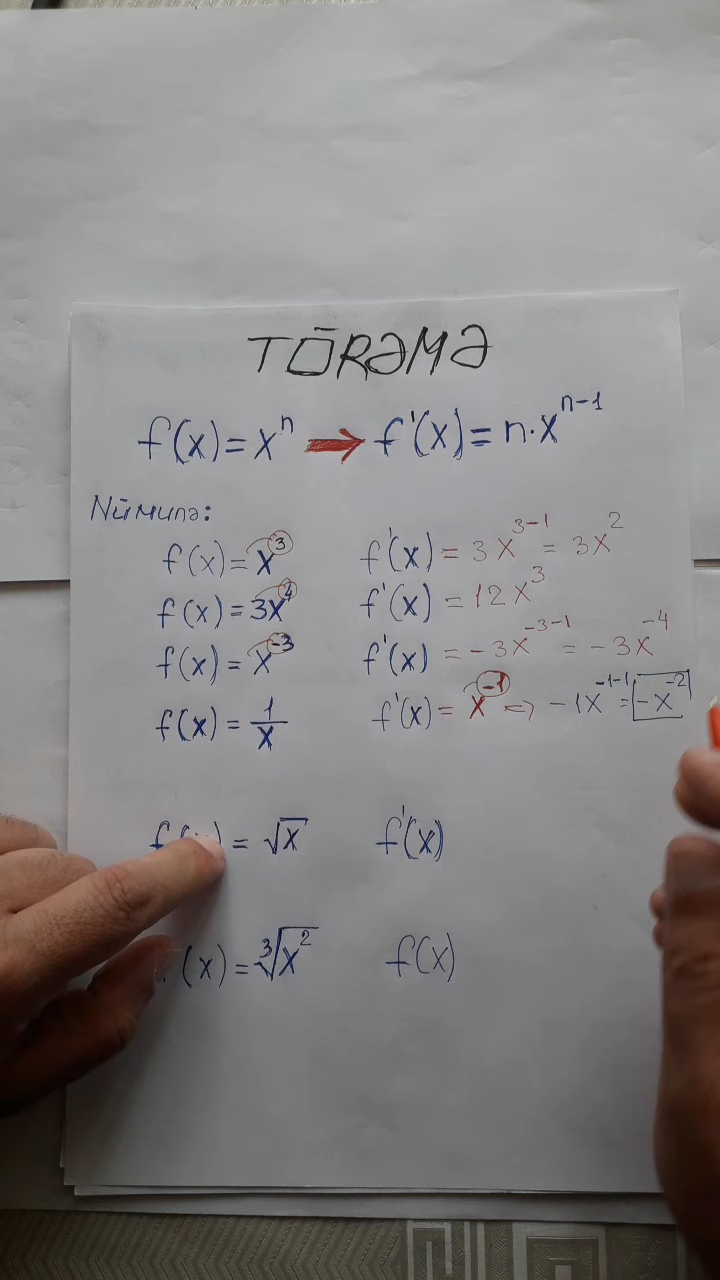 TÖRƏMƏ
f(x) = xⁿ → f'(x) = n·xⁿ⁻¹
Nümunə:
f(x) = x³ f'(x) = 3x³⁻¹ = 3x²
f(x) = 3x⁴ f'(x) = 12x³
f(x) = x⁻³ f'(x) = -3x⁻³⁻¹ = -3x⁻⁴
f(x) = 1/x f'(x) = x⁻¹ ⇒ -1x⁻¹⁻¹ = -x⁻²
= √x f'(x)
(x) = ∛x² f(x)